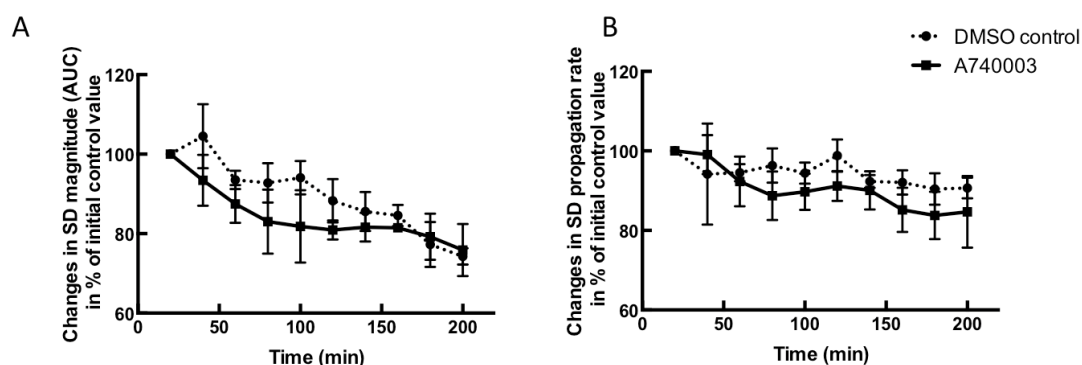 A
Changes in SD magnitude (AUC)
in % of initial control value
120
100
80
60
0
50
100
150
200
Time (min)
B
DMSO control
A740003
Changes in SD propagation rate
in % of initial control value
120
100
80
60
0
50
100
150
200
Time (min)